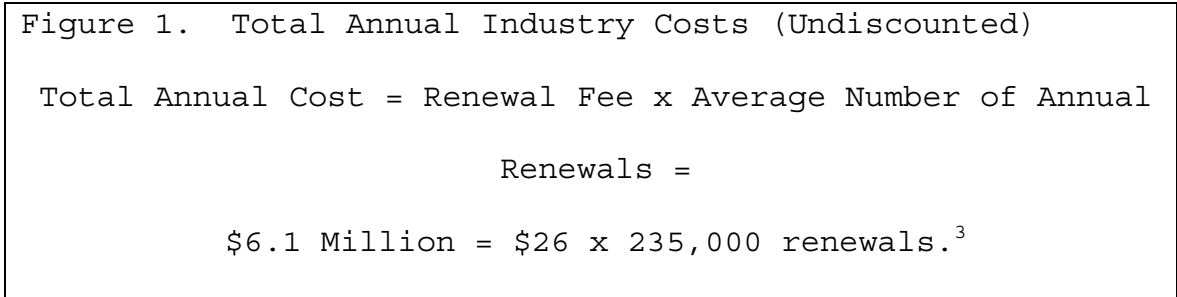 Figure 1.  Total Annual Industry Costs (Undiscounted)
Total Annual Cost = Renewal Fee x Average Number of Annual
Renewals =
$6.1 Million = $26 x 235,000 renewals.³